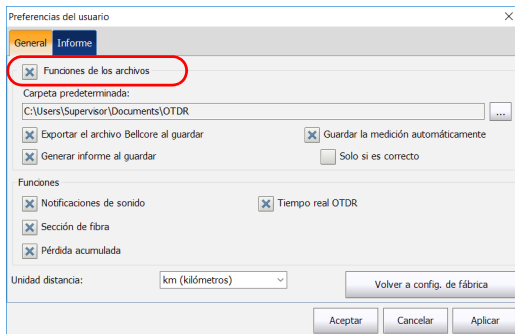 Preferencias del usuario
General Informe
Funciones de los archivos
Carpeta predeterminada:
C:\Users\Supervisor\Documents\OTDR ...
Exportar el archivo Bellcore al guardar Guardar la medición automáticamente
Generar informe al guardar Solo si es correcto
Funciones
Notificaciones de sonido Tiempo real OTDR
Sección de fibra
Pérdida acumulada
Unidad distancia: km (kilómetros) Volver a config. de fábrica
Aceptar Cancelar Aplicar